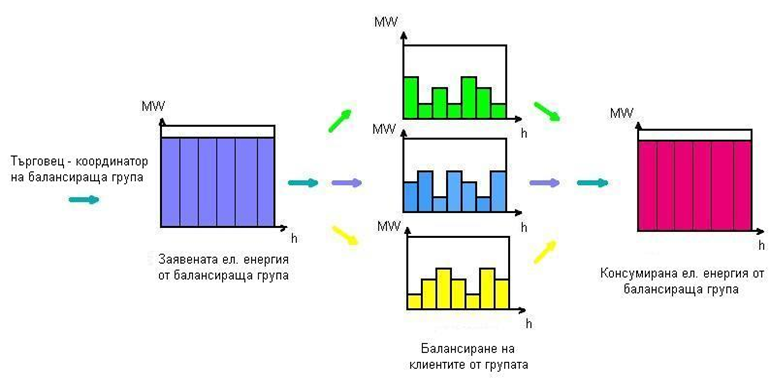 Търговец - координатор
на балансираща група
MW
h
Заявената ел. енергия
от балансираща група
MW
h
MW
h
MW
h
Балансиране на
клиентите от групата
MW
h
Консумирана ел. енергия от
балансираща група